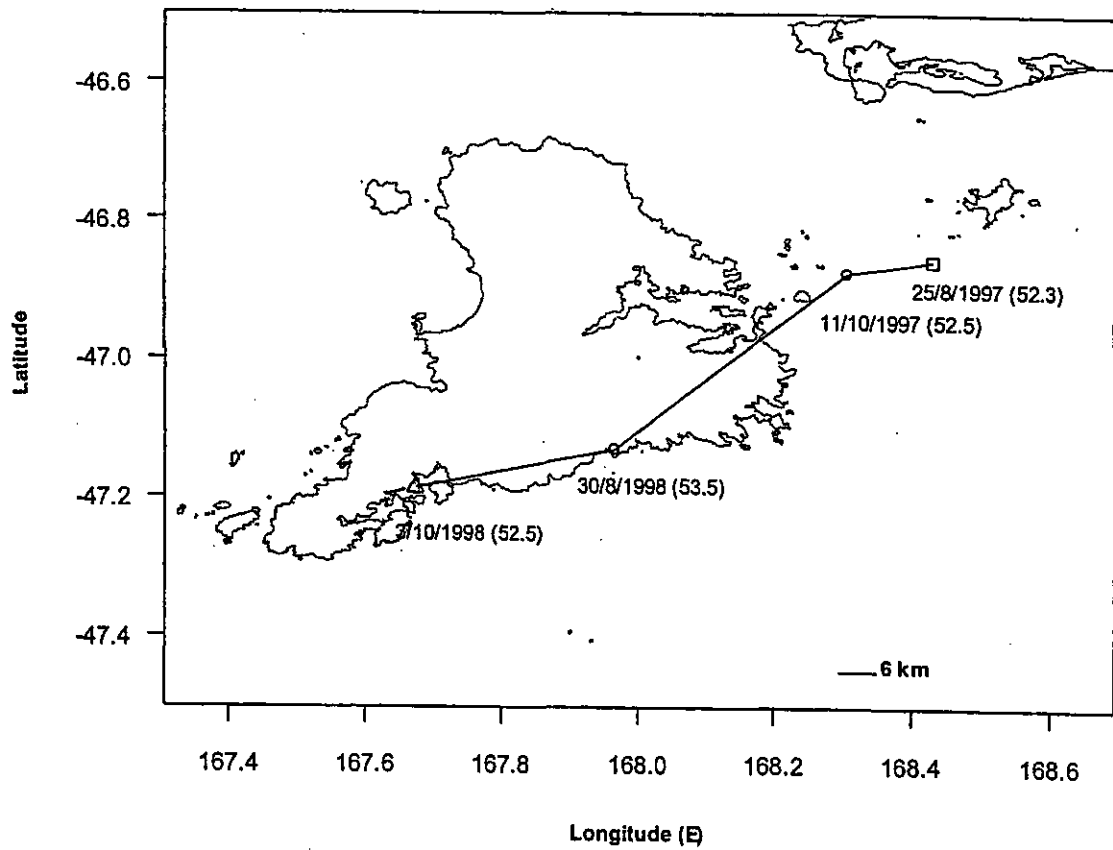 -46.6
-46.8
-47.0
-47.2
-47.4
Latitude
25/8/1997 (52.3)
11/10/1997 (52.5)
30/8/1998 (53.5)
3/10/1998 (52.5)
6 km
167.4 167.6 167.8 168.0 168.2 168.4 168.6
Longitude (E)